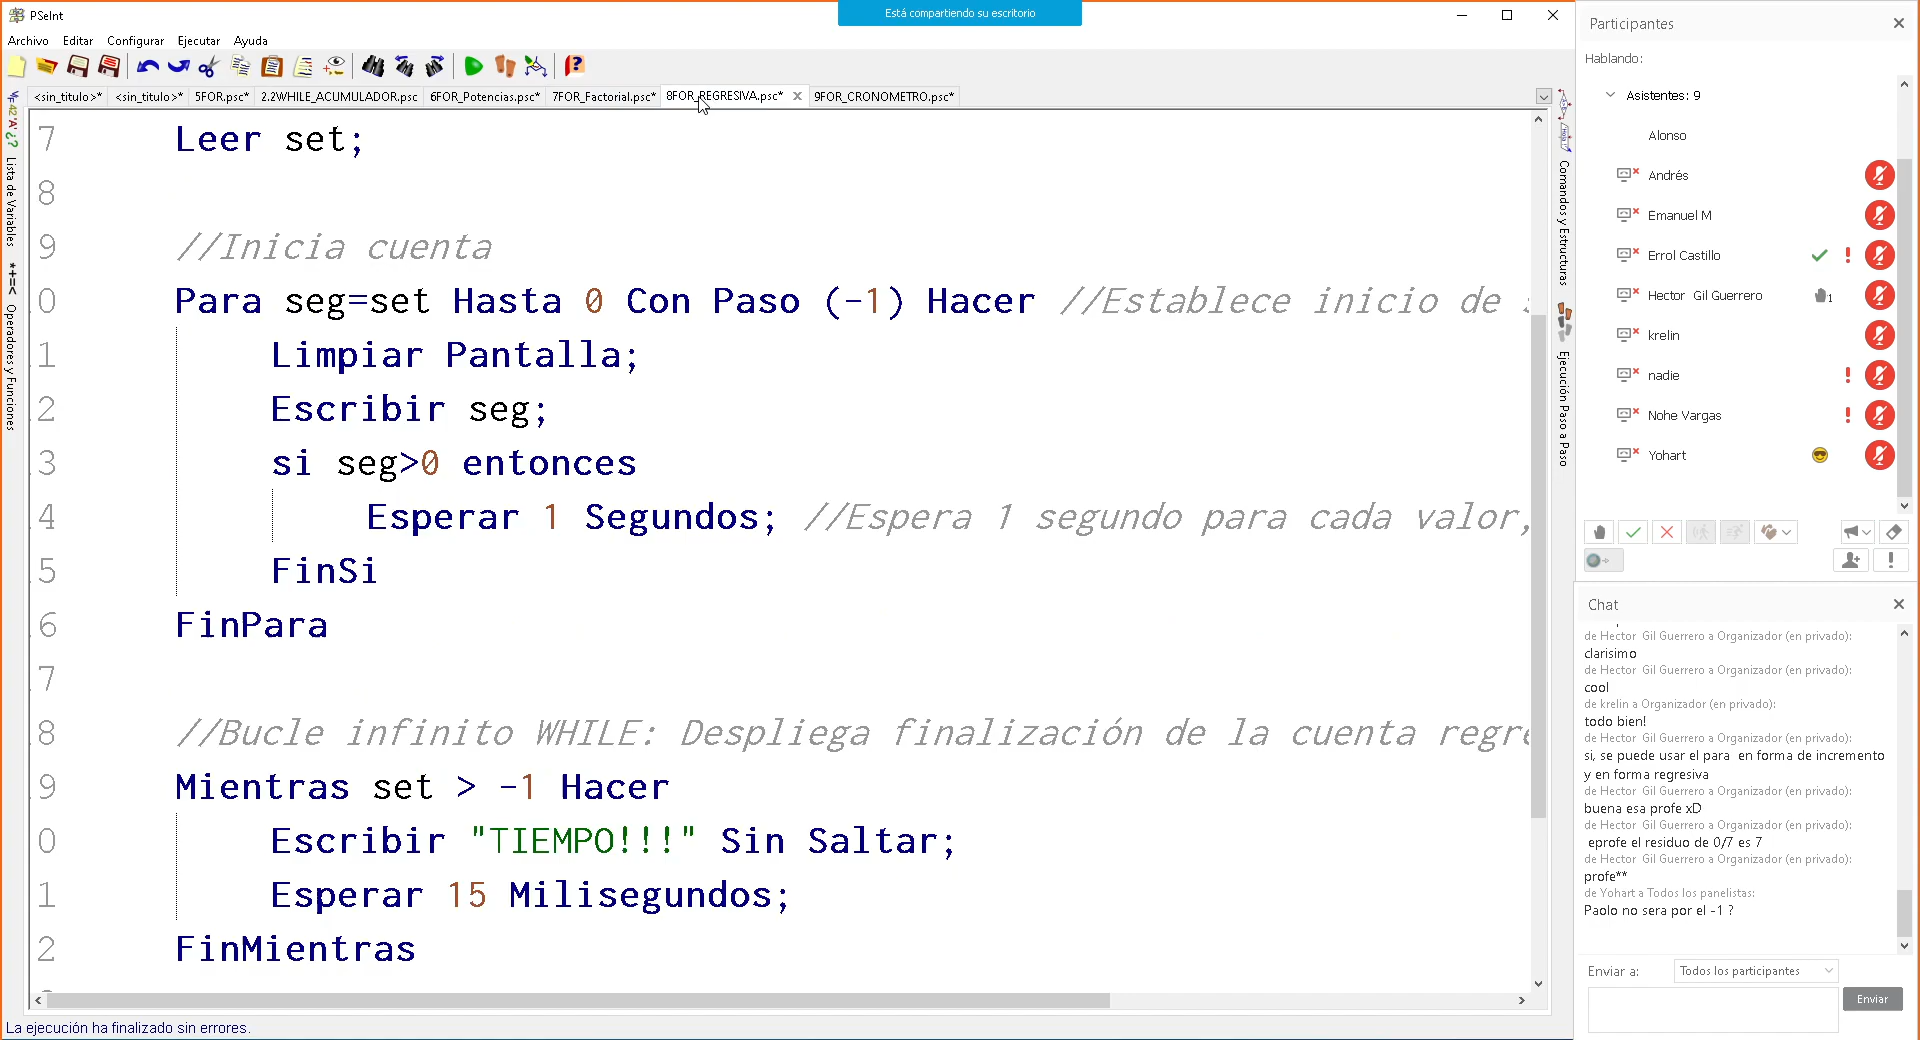 PSeInt
Está compartiendo su escritorio
Archivo Editar Configurar Ejecutar Ayuda
<sin_titulo>* <sin_titulo>* 5FOR.psc* 2.2WHILE_ACUMULADOR.psc 6FOR_Potencias.psc* 7FOR_Factorial.psc* 8FOR_REGRESIVA.psc* 9FOR_CRONOMETRO.psc*
Lista de Variables
Operadores y Funciones
7 Leer set;
8
9 //Inicia cuenta
0 Para seg=set Hasta 0 Con Paso (-1) Hacer //Establece inicio de
1 Limpiar Pantalla;
2 Escribir seg;
3 si seg>0 entonces
4 Esperar 1 Segundos; //Espera 1 segundo para cada valor,
5 FinSi
6 FinPara
7
8 //Bucle infinito WHILE: Despliega finalización de la cuenta regre
9 Mientras set > -1 Hacer
0 Escribir "TIEMPO!!!" Sin Saltar;
1 Esperar 15 Milisegundos;
2 FinMientras
La ejecución ha finalizado sin errores.
Comandos y Estructuras
Ejecución Paso a Paso
Participantes
Hablando:
Asistentes: 9
Alonso
Andrés
Emanuel M
Errol Castillo
Hector Gil Guerrero 1
krelin
nadie
Nohe Vargas
Yohart
Chat
de Hector Gil Guerrero a Organizador (en privado):
clarisimo
de Hector Gil Guerrero a Organizador (en privado):
cool
de krelin a Organizador (en privado):
todo bien!
de Hector Gil Guerrero a Organizador (en privado):
si, se puede usar el para en forma de incremento
y en forma regresiva
de Hector Gil Guerrero a Organizador (en privado):
buena esa profe xD
de Hector Gil Guerrero a Organizador (en privado):
eprofe el residuo de 0/7 es 7
de Hector Gil Guerrero a Organizador (en privado):
profe**
de Yohart a Todos los panelistas:
Paolo no sera por el -1 ?
Enviar a: Todos los participantes
Enviar